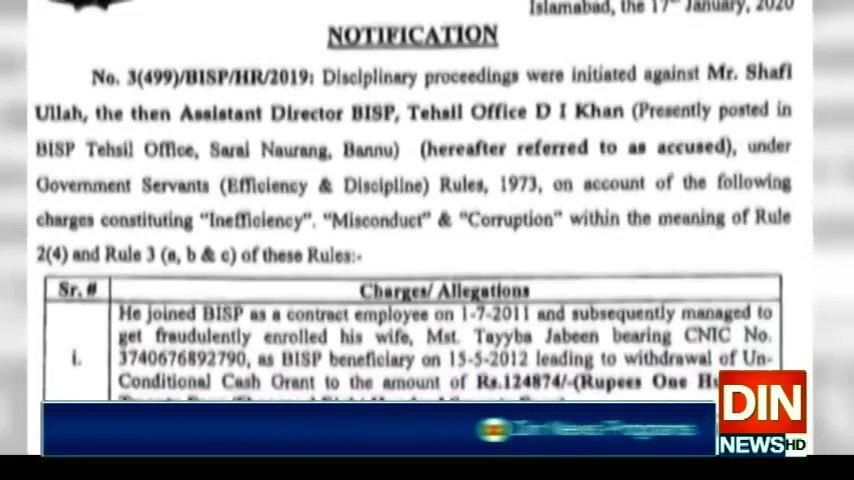 Islamabad, the 17th January, 2020
NOTIFICATION
No. 3(499)/BISP/HR/2019: Disciplinary proceedings were initiated against Mr. Shafi
Ullah, the then Assistant Director BISP, Tehsil Office D I Khan (Presently posted in
BISP Tehsil Office, Sarai Naurang, Bannu) (hereafter referred to as accused), under
Government Servants (Efficiency & Discipline) Rules, 1973, on account of the following
charges constituting "Inefficiency". "Misconduct" & "Corruption" within the meaning of Rule
2(4) and Rule 3 (a, b & c) of these Rules:-
Sr. # Charges/ Allegations
He joined BISP as a contract employee on 1-7-2011 and subsequently managed to
get fraudulently enrolled his wife, Mst. Tayyba Jabeen bearing CNIC No.
i. 3740676892790, as BISP beneficiary on 15-5-2012 leading to withdrawal of Un-
Conditional Cash Grant to the amount of Rs.124874/-(Rupees One
DIN
NEWS HD